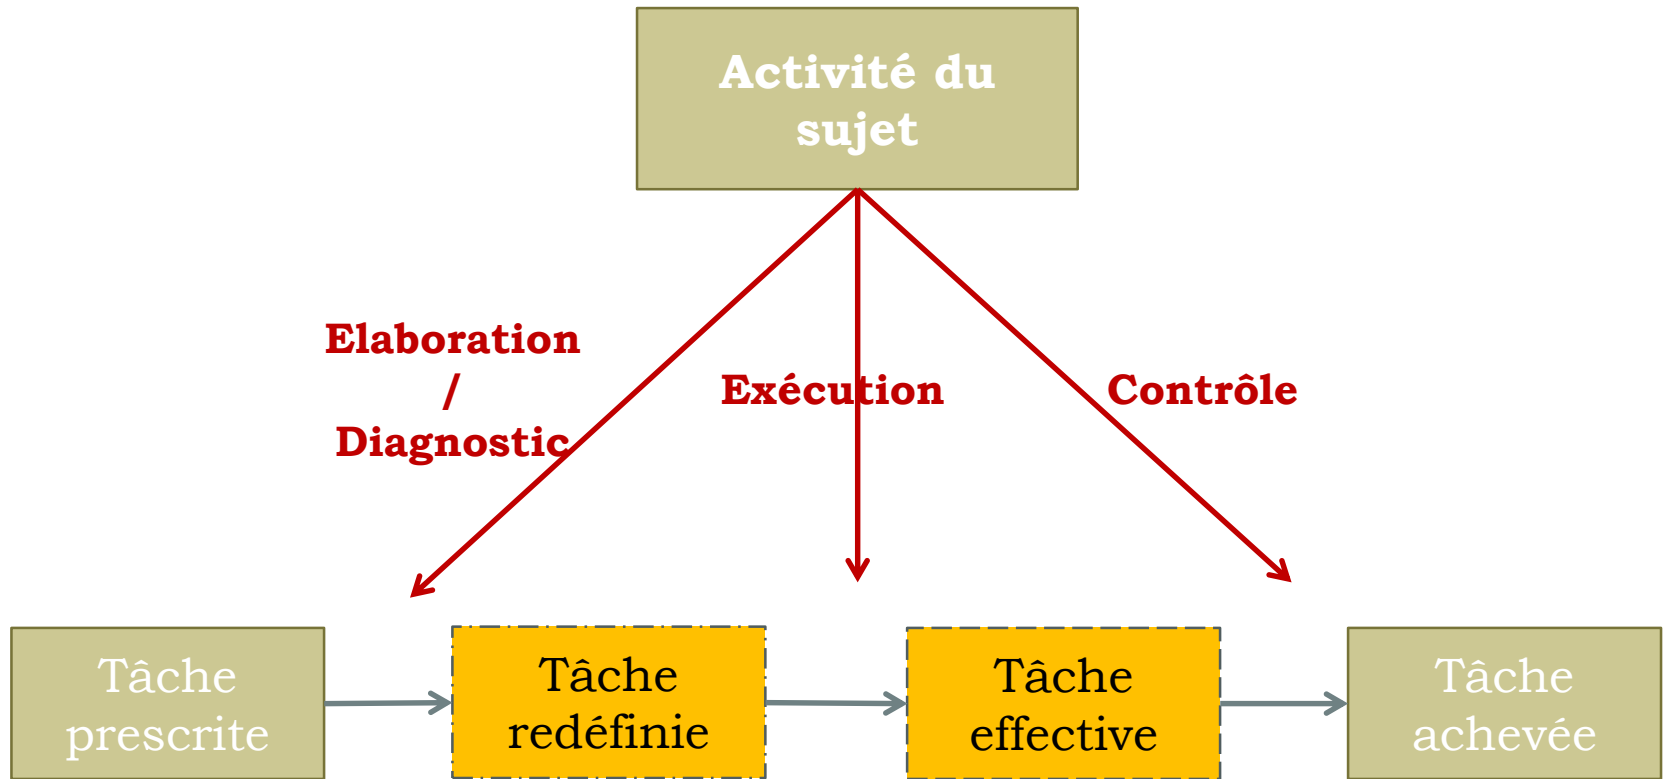 Activité du
sujet
Elaboration
/
Diagnostic
Exécution
Contrôle
Tâche
prescrite
Tâche
redéfinie
Tâche
effective
Tâche
achevée